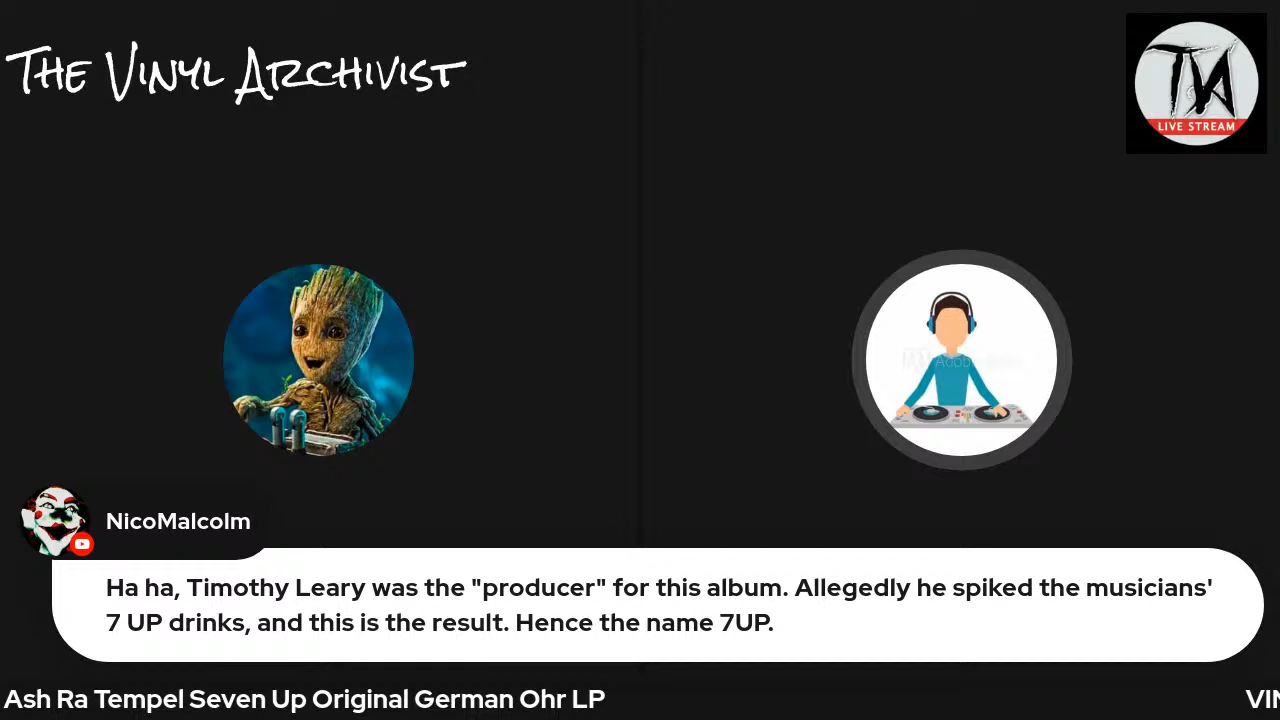 THE VINYL ARCHIVIST
TVA
LIVE STREAM
NicoMalcolm
Ha ha, Timothy Leary was the "producer" for this album. Allegedly he spiked the musicians'
7 UP drinks, and this is the result. Hence the name 7UP.
Ash Ra Tempel Seven Up Original German Ohr LP